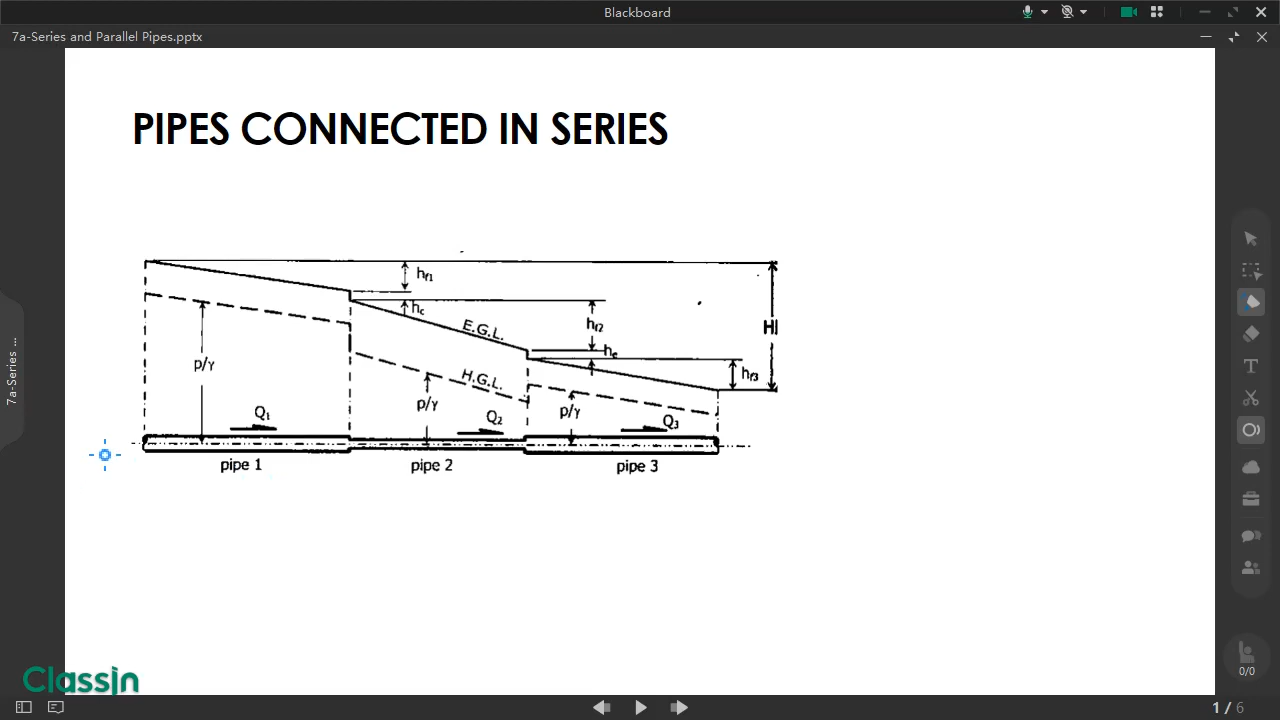 Blackboard
7a-Series and Parallel Pipes.pptx
PIPES CONNECTED IN SERIES
hf1
hc
E.G.L.
hf2
he
H
hf3
p/γ
H.G.L.
p/γ
p/γ
Q1
Q2
Q3
pipe 1
pipe 2
pipe 3
7a-Series ...
T
0/0
ClassIn
1 / 6